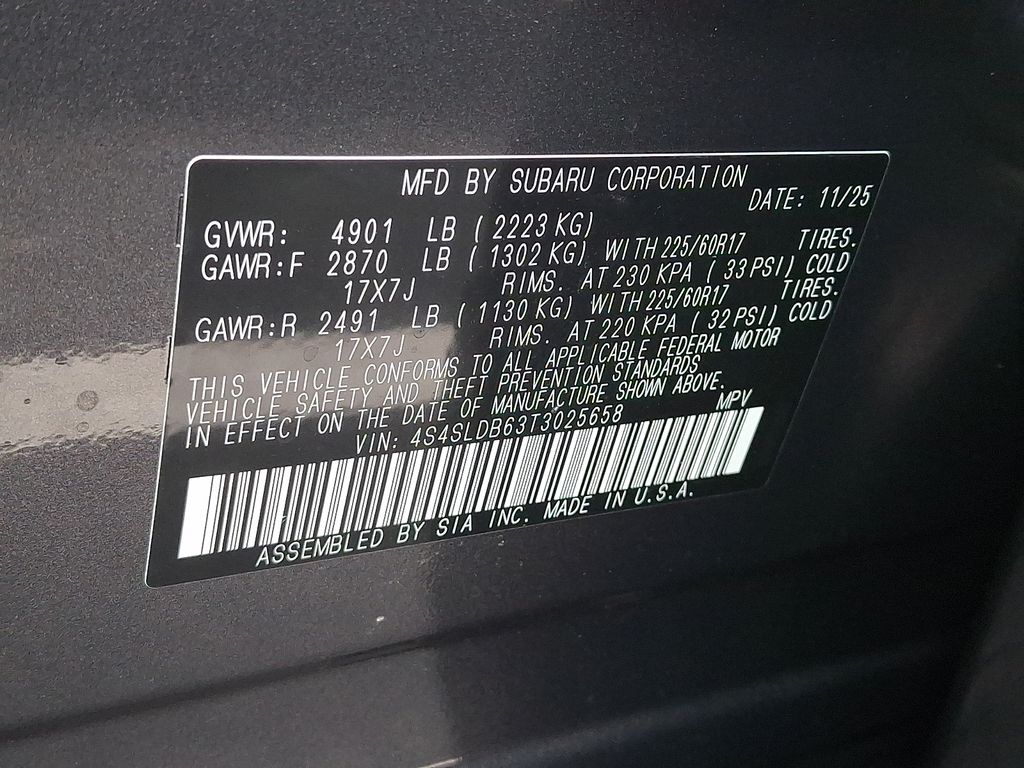 MFD BY SUBARU CORPORATION
DATE: 11/25
GVWR: 4901 LB (2223 KG)
GAWR:F 2870 LB (1302 KG) WITH 225/60R17 TIRES.
17X7J RIMS. AT 230 KPA (33 PSI) COLD
GAWR:R 2491 LB (1130 KG) WITH 225/60R17 TIRES.
17X7J RIMS. AT 220 KPA (32 PSI) COLD
THIS VEHICLE CONFORMS TO ALL APPLICABLE FEDERAL MOTOR
VEHICLE SAFETY AND THEFT PREVENTION STANDARDS
IN EFFECT ON THE DATE OF MANUFACTURE SHOWN ABOVE.
VIN: 4S4SLDB63T3025658 MPV
ASSEMBLED BY SIA INC. MADE IN U.S.A.